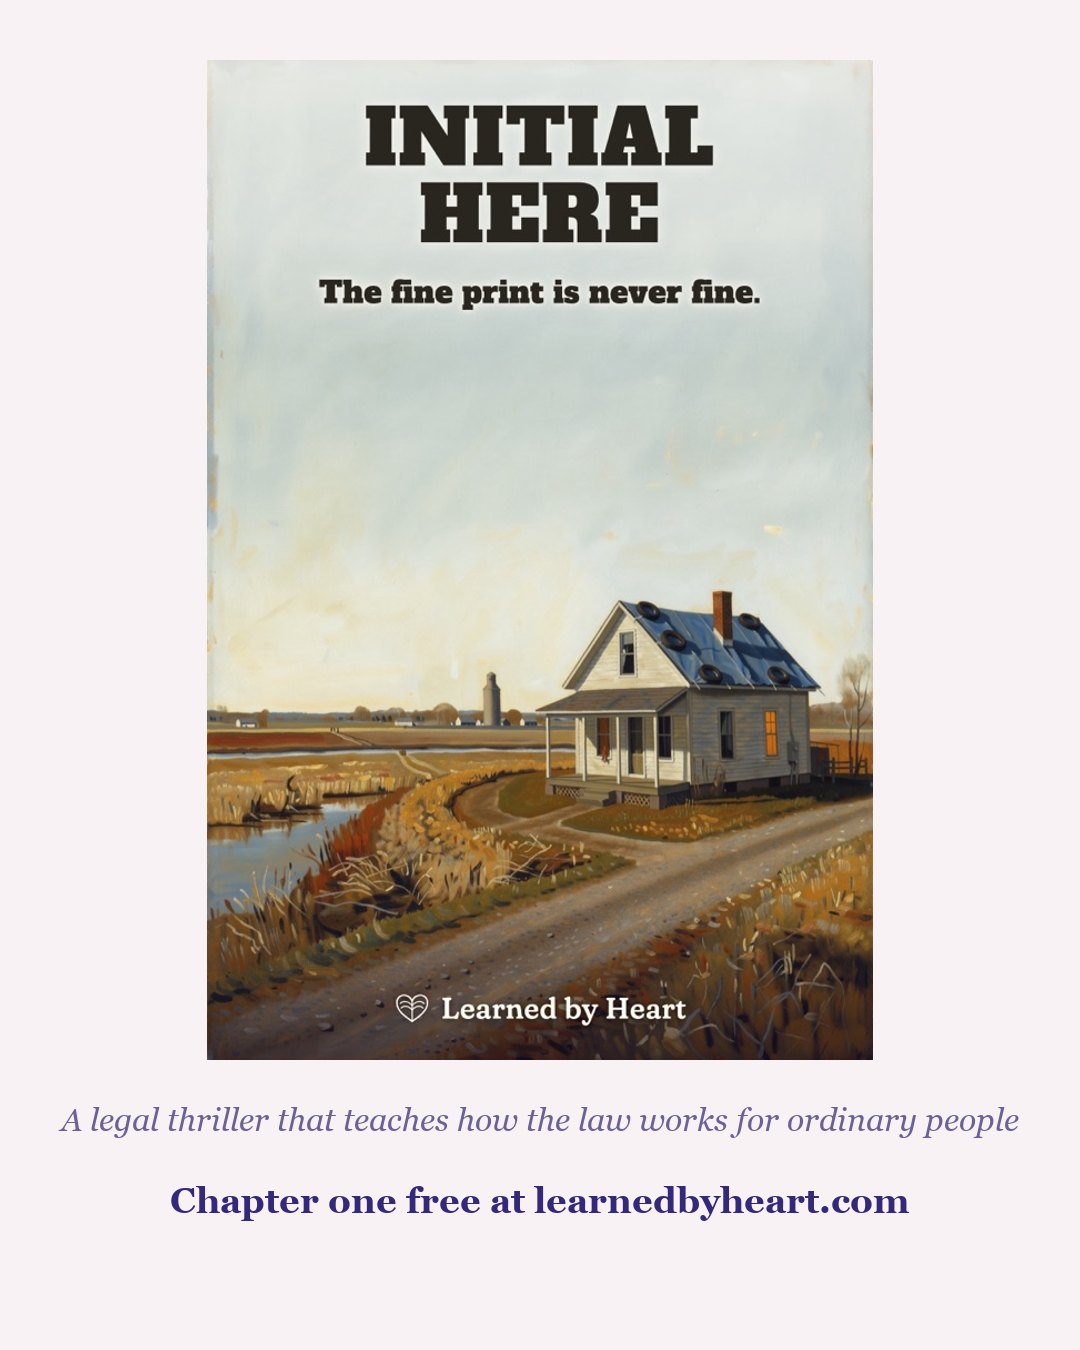 INITIAL
HERE
The fine print is never fine.
Learned by Heart
A legal thriller that teaches how the law works for ordinary people
Chapter one free at learnedbyheart.com